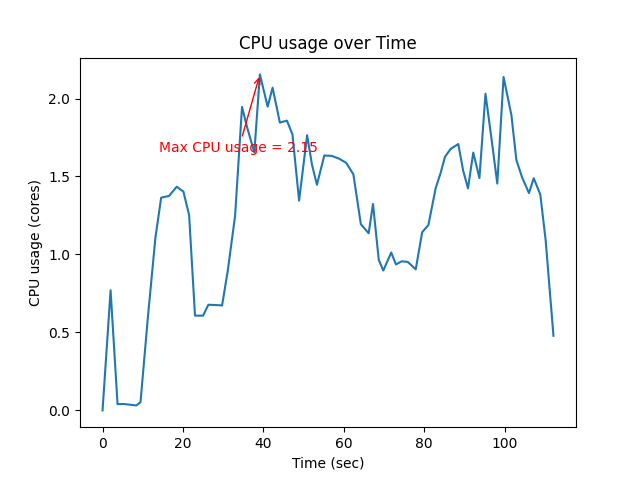 CPU usage over Time
Max CPU usage = 2.15
CPU usage (cores)
2.0
1.5
1.0
0.5
0.0
0
20
40
60
80
100
Time (sec)